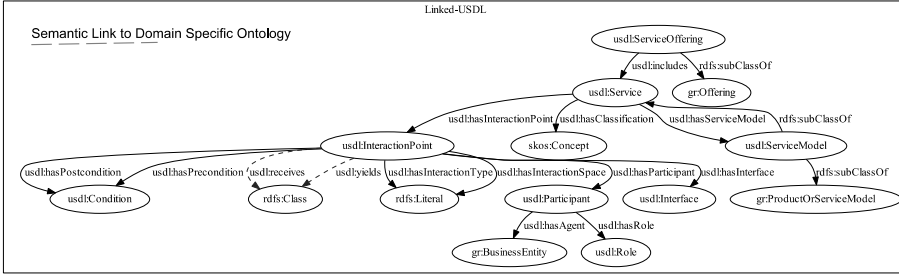 Linked-USDL
Semantic Link to Domain Specific Ontology
usdl:ServiceOffering
usdl:includes
rdfs:subClassOf
usdl:Service
gr:Offering
usdl:hasInteractionPoint
usdl:hasClassification
usdl:hasServiceModel
rdfs:subClassOf
usdl:InteractionPoint
skos:Concept
usdl:ServiceModel
usdl:hasPostcondition
usdl:hasPrecondition
usdl:receives
usdl:yields
usdl:hasInteractionType
usdl:hasInteractionSpace
usdl:hasParticipant
usdl:hasInterface
rdfs:subClassOf
usdl:Condition
rdfs:Class
rdfs:Literal
usdl:Participant
usdl:Interface
gr:ProductOrServiceModel
usdl:hasAgent
usdl:hasRole
gr:BusinessEntity
usdl:Role